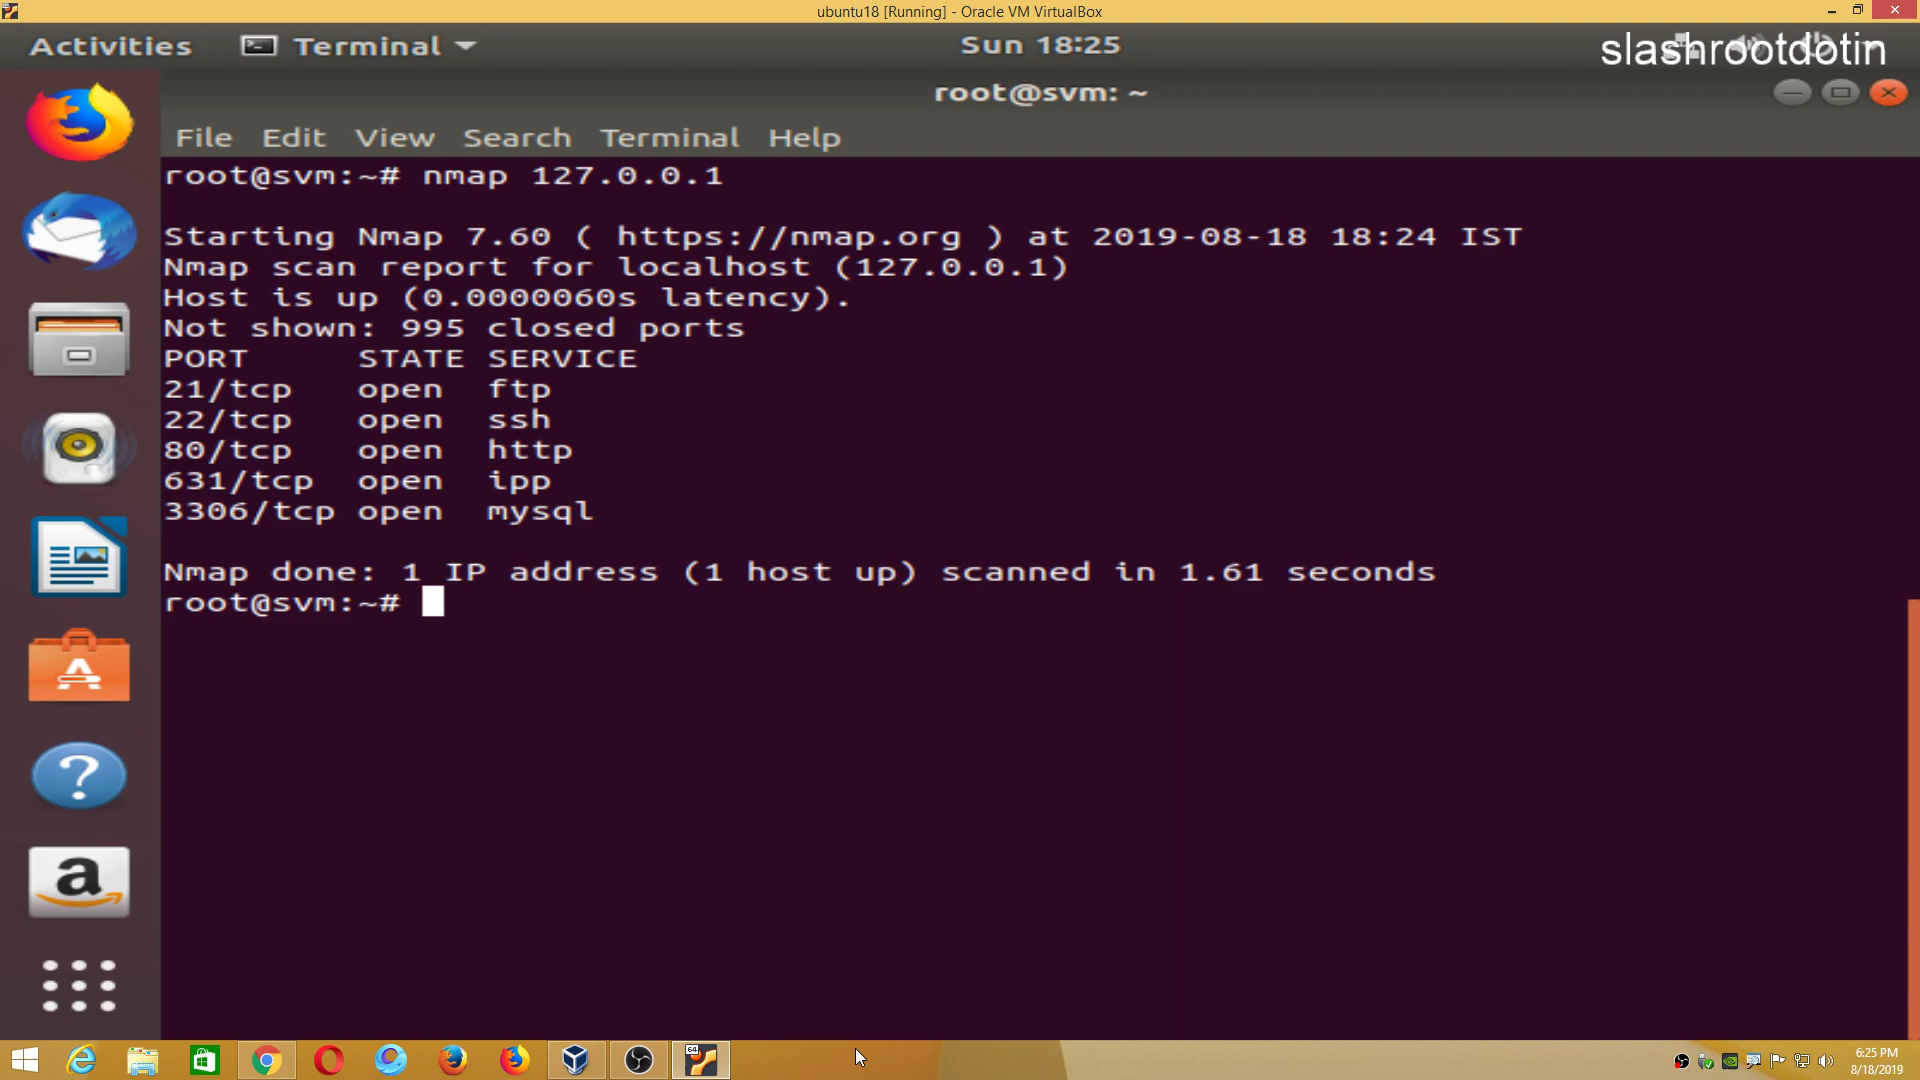 ubuntu18 [Running] - Oracle VM VirtualBox
Activities Terminal Sun 18:25 slashrootdotin
root@svm: ~
File Edit View Search Terminal Help
root@svm:~# nmap 127.0.0.1
Starting Nmap 7.60 ( https://nmap.org ) at 2019-08-18 18:24 IST
Nmap scan report for localhost (127.0.0.1)
Host is up (0.0000060s latency).
Not shown: 995 closed ports
PORT STATE SERVICE
21/tcp open ftp
22/tcp open ssh
80/tcp open http
631/tcp open ipp
3306/tcp open mysql
Nmap done: 1 IP address (1 host up) scanned in 1.61 seconds
root@svm:~#
a
64
6:25 PM
8/18/2019